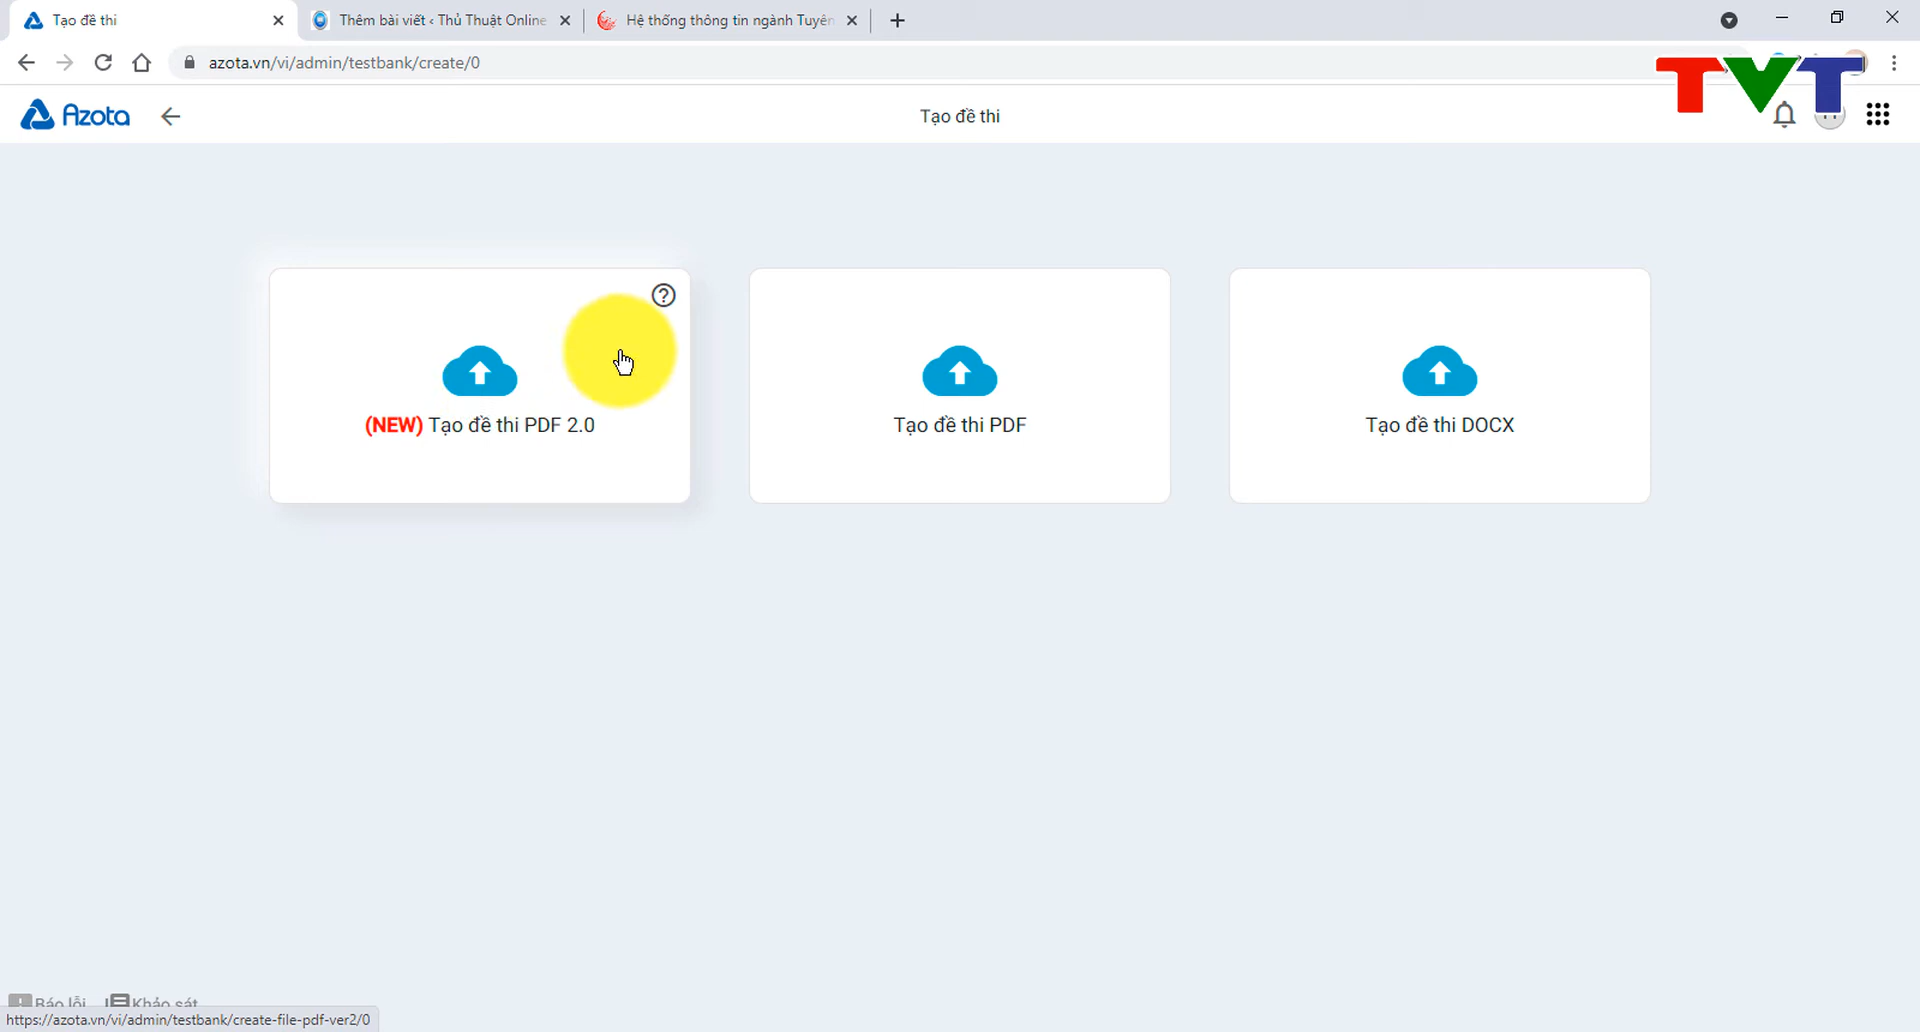 Tạo đề thi
Thêm bài viết ‹ Thủ Thuật Online
Hệ thống thông tin ngành Tuyên
azota.vn/vi/admin/testbank/create/0
TVT
Azota
Tạo đề thi
(NEW) Tạo đề thi PDF 2.0
Tạo đề thi PDF
Tạo đề thi DOCX
Báo lỗi
Khảo sát
https://azota.vn/vi/admin/testbank/create-file-pdf-ver2/0